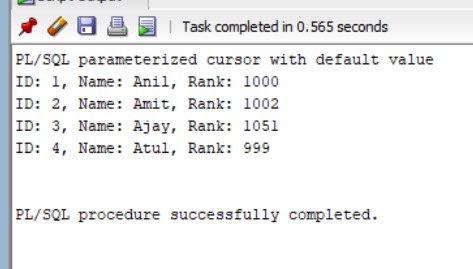 Task completed in 0.565 seconds
PL/SQL parameterized cursor with default value
ID: 1, Name: Anil, Rank: 1000
ID: 2, Name: Amit, Rank: 1002
ID: 3, Name: Ajay, Rank: 1051
ID: 4, Name: Atul, Rank: 999
PL/SQL procedure successfully completed.